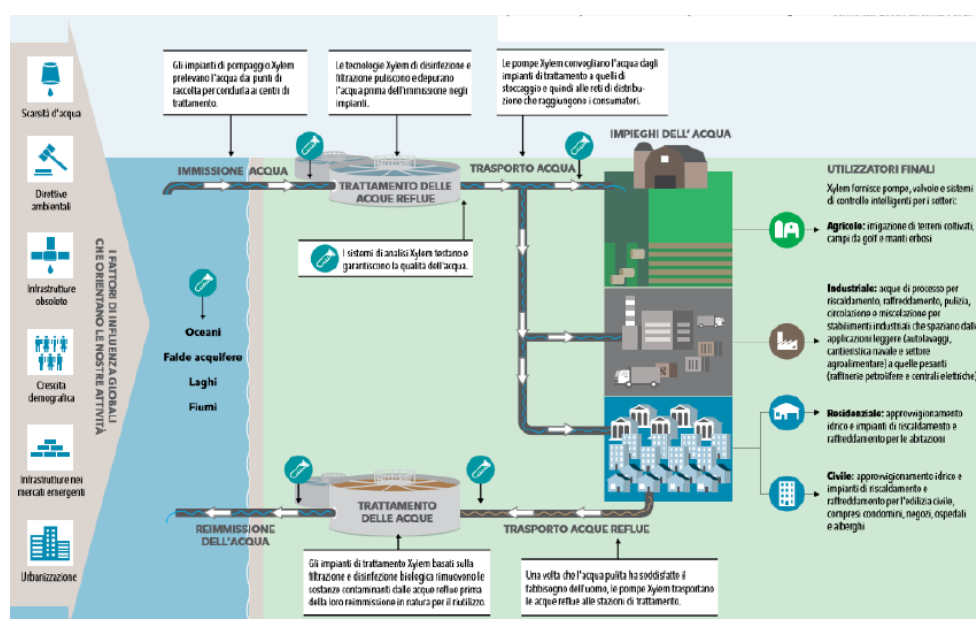 Gli impianti di pompaggio Xylem
prelevano l'acqua dai punti di
raccolta per condurla ai centri di
trattamento.
Le tecnologie Xylem di disinfezione e
filtrazione puliscono e depurano
l'acqua prima dell'immissione negli
impianti.
Le pompe Xylem convogliano l'acqua dagli
impianti di trattamento a quelli di
stoccaggio e quindi alle reti di distribu-
zione che raggiungono i consumatori.
I FATTORI DI INFLUENZA GLOBALI
CHE ORIENTANO LE NOSTRE ATTIVITÀ
Scarsità d'acqua
Direttive
ambientali
Infrastrutture
obsolete
Crescita
demografica
Infrastrutture nei
mercati emergenti
Urbanizzazione
IMMISSIONE ACQUA
TRATTAMENTO DELLE
ACQUE REFLUE
TRASPORTO ACQUA
IMPIEGHI DELL'ACQUA
I sistemi di analisi Xylem testano e
garantiscono la qualità dell'acqua.
Oceani
Falde acquifere
Laghi
Fiumi
UTILIZZATORI FINALI
Xylem fornisce pompe, valvole e sistemi
di controllo intelligenti per i settori:
Agricolo: irrigazione di terreni coltivati,
campi da golf e manti erbosi
Industriale: acque di processo per
riscaldamento, raffreddamento, pulizia,
circolazione e miscelazione per
stabilimenti industriali che spaziano dalle
applicazioni leggere (autolavaggi,
cantieristica navale e settore
agroalimentare) a quelle pesanti
(raffinerie petrolifere e centrali elettriche)
Residenziale: approvvigionamento
idrico e impianti di riscaldamento e
raffreddamento per le abitazioni
Civile: approvvigionamento idrico e
impianti di riscaldamento e
raffreddamento per l'edilizia civile,
compresi condomini, negozi, ospedali
e alberghi
REIMMISSIONE
DELL'ACQUA
TRATTAMENTO
DELLE ACQUE
TRASPORTO ACQUE REFLUE
Gli impianti di trattamento Xylem basati sulla
filtrazione e disinfezione biologica rimuovono le
sostanze contaminanti dalle acque reflue prima
della loro reimmissione in natura per il riutilizzo.
Una volta che l'acqua pulita ha soddisfatto il
fabbisogno dell'uomo, le pompe Xylem trasportano
le acque reflue alle stazioni di trattamento.